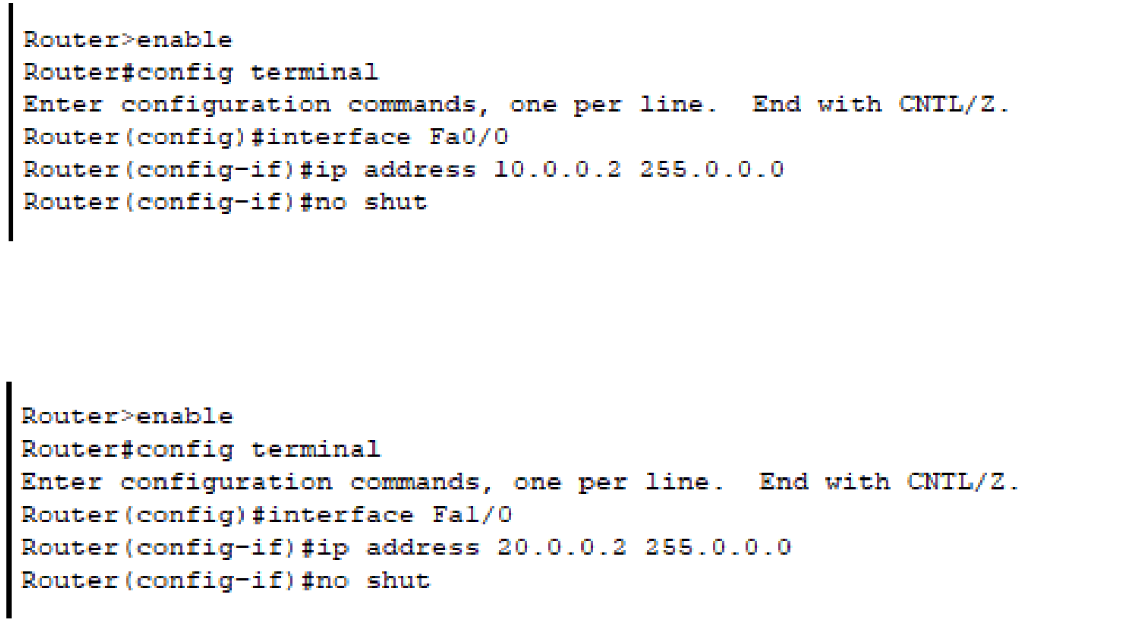 Router>enable
Router#config terminal
Enter configuration commands, one per line.  End with CNTL/Z.
Router(config)#interface Fa0/0
Router(config-if)#ip address 10.0.0.2 255.0.0.0
Router(config-if)#no shut
Router>enable
Router#config terminal
Enter configuration commands, one per line.  End with CNTL/Z.
Router(config)#interface Fa1/0
Router(config-if)#ip address 20.0.0.2 255.0.0.0
Router(config-if)#no shut